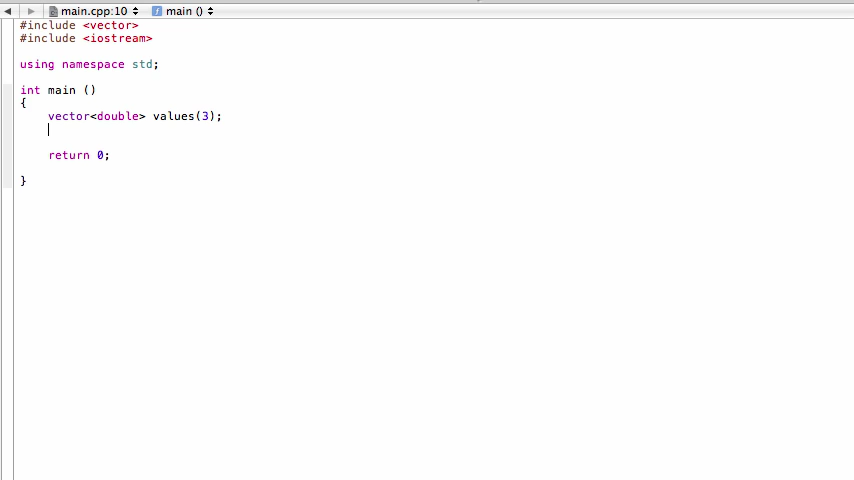 main.cpp:10 main ()
#include <vector>
#include <iostream>
using namespace std;
int main ()
{
vector<double> values(3);
return 0;
}